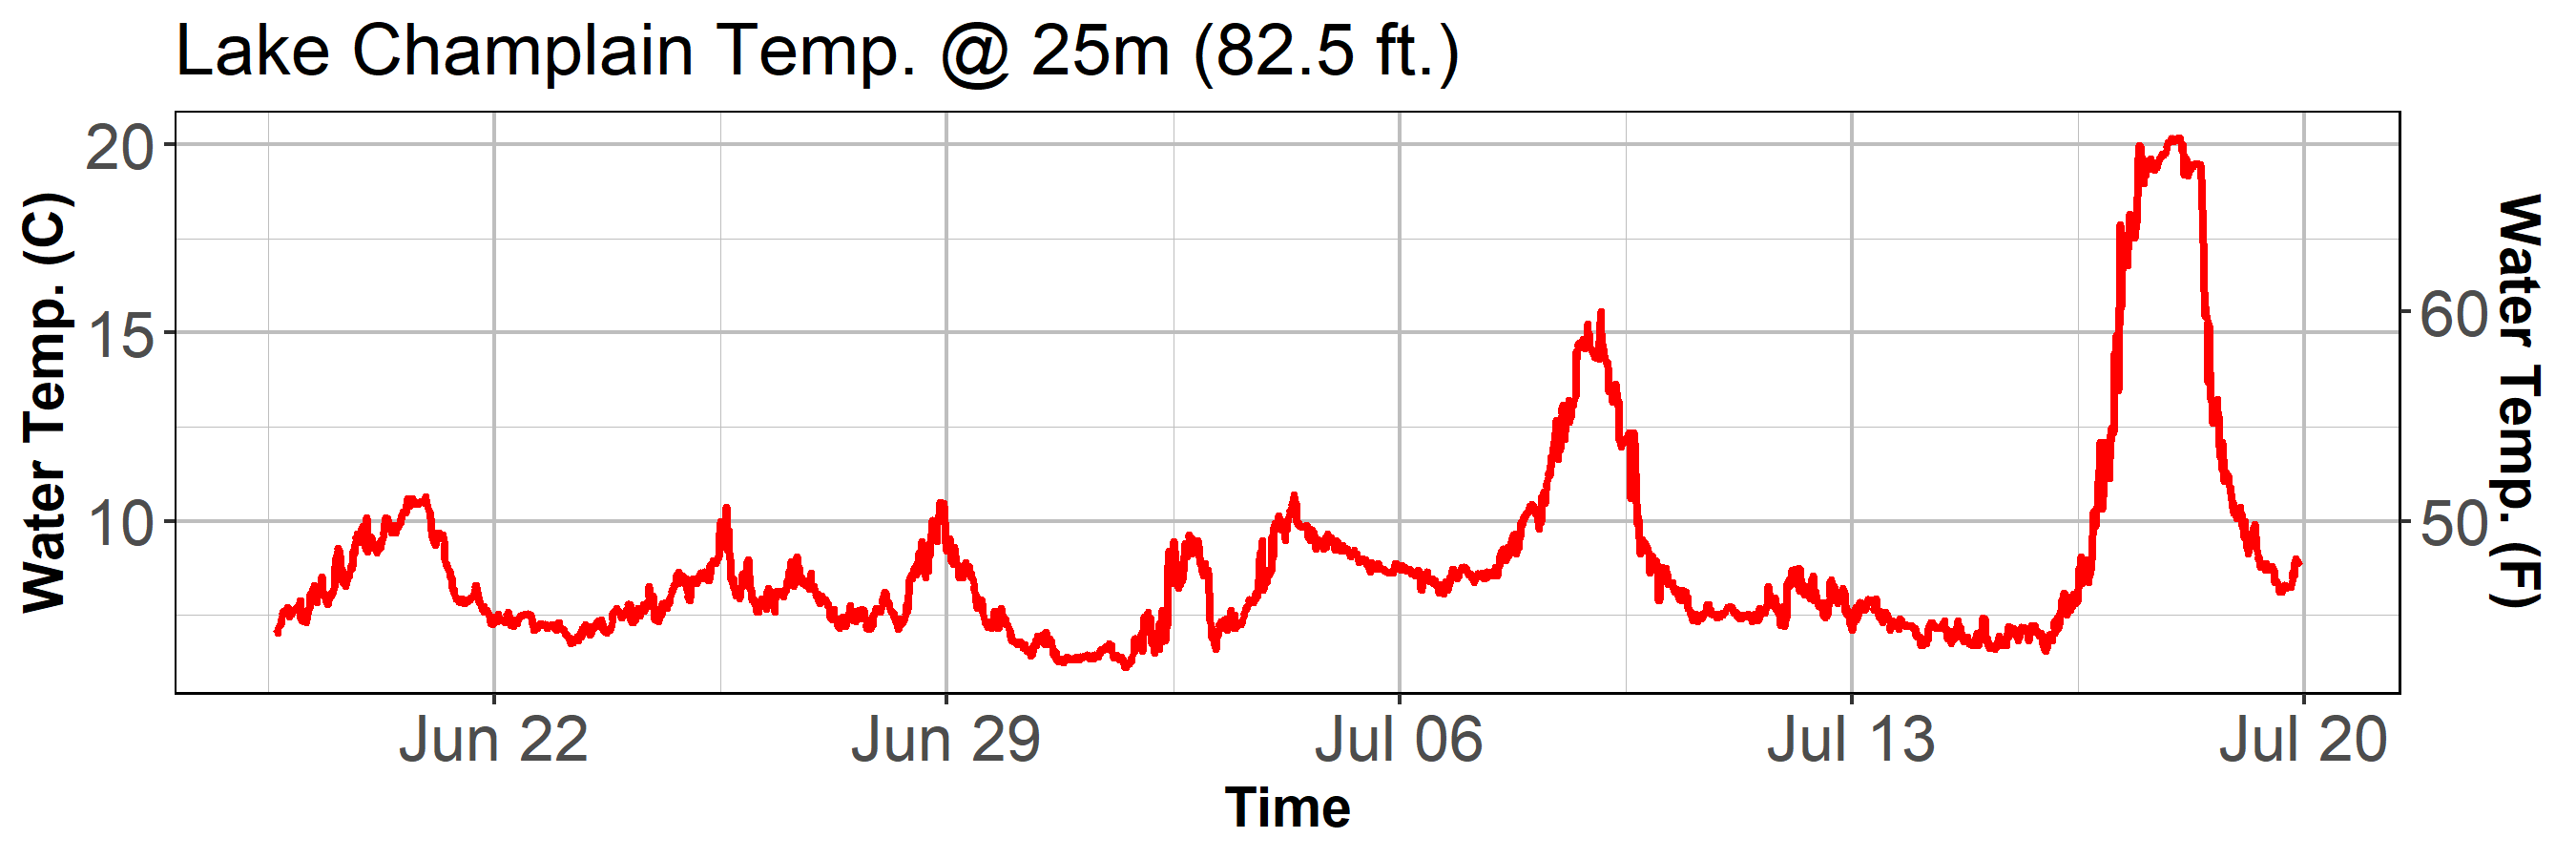 Lake Champlain Temp. @ 25m (82.5 ft.)
Water Temp. (C)
20
15
10
60
50
Water Temp. (F)
Jun 22 Jun 29 Jul 06 Jul 13 Jul 20
Time